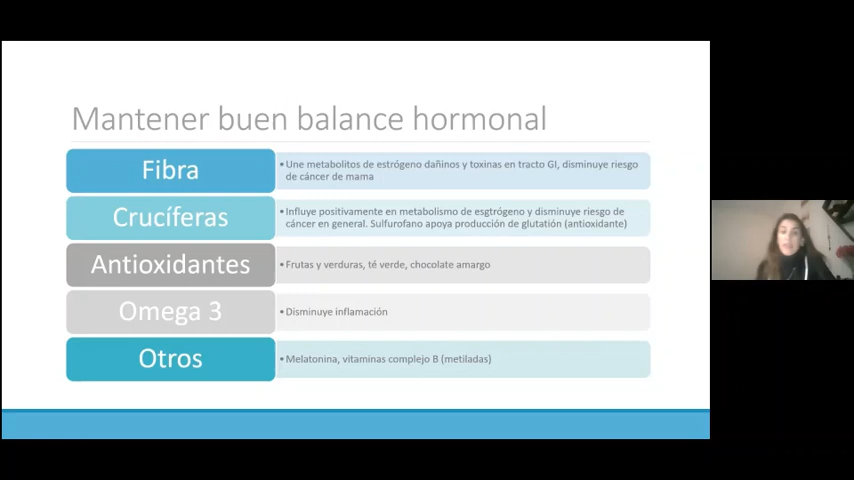 Mantener buen balance hormonal
Fibra
•Une metabolitos de estrógeno dañinos y toxinas en tracto GI, disminuye riesgo
de cáncer de mama
Crucíferas
•Influye positivamente en metabolismo de esgtrógeno y disminuye riesgo de
cáncer en general. Sulfurofano apoya producción de glutatión (antioxidante)
Antioxidantes
•Frutas y verduras, té verde, chocolate amargo
Omega 3
•Disminuye inflamación
Otros
•Melatonina, vitaminas complejo B (metiladas)